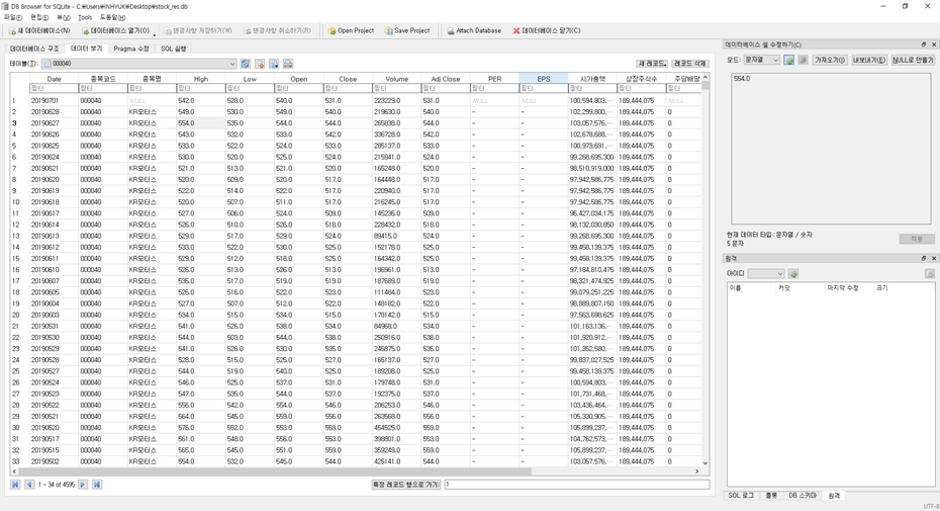 DB Browser for SQLite - C:₩Users₩INHYUK₩Desktop₩stock_res.db
파일(F) 편집(E) 뷰(V) Tools 도움말(H)
새 데이터베이스(N) 데이터베이스 열기(O) 변경사항 저장하기(W) 변경사항 취소하기(R) Open Project Save Project Attach Database 데이터베이스 닫기(C)
데이터베이스 구조 데이터 보기 Pragma 수정 SQL 실행
테이블(T): 000040 새 레코드 레코드 삭제
Date 종목코드 종목명 High Low Open Close Volume Adj Close PER EPS 시가총액 상장주식수 주당배당
필터 필터 필터 필터 필터 필터 필터 필터 필터 필터 필터 필터 필터 필터
1 20190701 000040 NULL 542.0 528.0 540.0 531.0 223229.0 531.0 NULL NULL 100,594,803,... 189,444,075 NULL
2 20190628 000040 KR모터스 549.0 530.0 549.0 540.0 219630.0 540.0 - - 102,299,800,... 189,444,075 0
3 20190627 000040 KR모터스 554.0 535.0 544.0 544.0 265838.0 544.0 - - 103,057,576,... 189,444,075 0
4 20190626 000040 KR모터스 543.0 532.0 533.0 542.0 336728.0 542.0 - - 102,678,688,... 189,444,075 0
5 20190625 000040 KR모터스 533.0 522.0 524.0 533.0 285137.0 533.0 - - 100,973,691,... 189,444,075 0
6 20190624 000040 KR모터스 530.0 520.0 525.0 524.0 215941.0 524.0 - - 99,268,695,300 189,444,075 0
7 20190621 000040 KR모터스 521.0 513.0 521.0 520.0 165248.0 520.0 - - 98,510,919,000 189,444,075 0
8 20190620 000040 KR모터스 520.0 509.0 520.0 517.0 164448.0 517.0 - - 97,942,586,775 189,444,075 0
9 20190619 000040 KR모터스 522.0 514.0 522.0 517.0 220940.0 517.0 - - 97,942,586,775 189,444,075 0
10 20190618 000040 KR모터스 520.0 507.0 511.0 517.0 216245.0 517.0 - - 97,942,586,775 189,444,075 0
11 20190617 000040 KR모터스 527.0 506.0 524.0 509.0 145236.0 509.0 - - 96,427,034,175 189,444,075 0
12 20190614 000040 KR모터스 526.0 510.0 526.0 518.0 228432.0 518.0 - - 98,132,030,850 189,444,075 0
13 20190613 000040 KR모터스 529.0 517.0 529.0 524.0 89415.0 524.0 - - 99,268,695,300 189,444,075 0
14 20190612 000040 KR모터스 533.0 522.0 530.0 525.0 152178.0 525.0 - - 99,458,139,375 189,444,075 0
15 20190611 000040 KR모터스 529.0 512.0 518.0 525.0 164342.0 525.0 - - 99,458,139,375 189,444,075 0
16 20190610 000040 KR모터스 526.0 512.0 526.0 513.0 196961.0 513.0 - - 97,184,810,475 189,444,075 0
17 20190607 000040 KR모터스 535.0 517.0 519.0 519.0 187689.0 519.0 - - 98,321,474,925 189,444,075 0
18 20190605 000040 KR모터스 526.0 516.0 522.0 523.0 111484.0 523.0 - - 99,079,251,225 189,444,075 0
19 20190604 000040 KR모터스 527.0 507.0 512.0 522.0 148182.0 522.0 - - 98,889,807,150 189,444,075 0
20 20190603 000040 KR모터스 534.0 515.0 534.0 515.0 178142.0 515.0 - - 97,563,698,625 189,444,075 0
21 20190531 000040 KR모터스 541.0 526.0 538.0 534.0 84968.0 534.0 - - 101,163,136,... 189,444,075 0
22 20190530 000040 KR모터스 544.0 503.0 544.0 538.0 250916.0 538.0 - - 101,920,912,... 189,444,075 0
23 20190529 000040 KR모터스 541.0 526.0 530.0 535.0 245875.0 535.0 - - 101,352,580,... 189,444,075 0
24 20190528 000040 KR모터스 528.0 515.0 525.0 527.0 165137.0 527.0 - - 99,837,027,525 189,444,075 0
25 20190527 000040 KR모터스 544.0 519.0 540.0 525.0 189208.0 525.0 - - 99,458,139,375 189,444,075 0
26 20190524 000040 KR모터스 546.0 525.0 537.0 531.0 179748.0 531.0 - - 100,594,803,... 189,444,075 0
27 20190523 000040 KR모터스 547.0 535.0 544.0 537.0 192375.0 537.0 - - 101,731,468,... 189,444,075 0
28 20190522 000040 KR모터스 556.0 542.0 554.0 546.0 206253.0 546.0 - - 103,436,464,... 189,444,075 0
29 20190521 000040 KR모터스 564.0 545.0 559.0 556.0 263568.0 556.0 - - 105,330,905,... 189,444,075 0
30 20190520 000040 KR모터스 576.0 552.0 553.0 559.0 454525.0 559.0 - - 105,899,237,... 189,444,075 0
31 20190517 000040 KR모터스 561.0 548.0 556.0 553.0 398801.0 553.0 - - 104,762,573,... 189,444,075 0
32 20190515 000040 KR모터스 565.0 545.0 551.0 559.0 359249.0 559.0 - - 105,899,237,... 189,444,075 0
33 20190502 000040 KR모터스 554.0 532.0 545.0 544.0 425141.0 544.0 - - 103,057,576,... 189,444,075 0
1 - 34 of 4595 특정 레코드 행으로 가기: 1
데이터베이스 셀 수정하기(C)
모드: 문자열 가져오기(I) 내보내기(E) NULL로 만들기
554.0
현재 데이터 타입: 문자열 / 숫자
5 문자
적용
원격
아이디
이름 커밋 마지막 수정 크기
SQL 로그 플롯 DB 스키마 원격
UTF-8